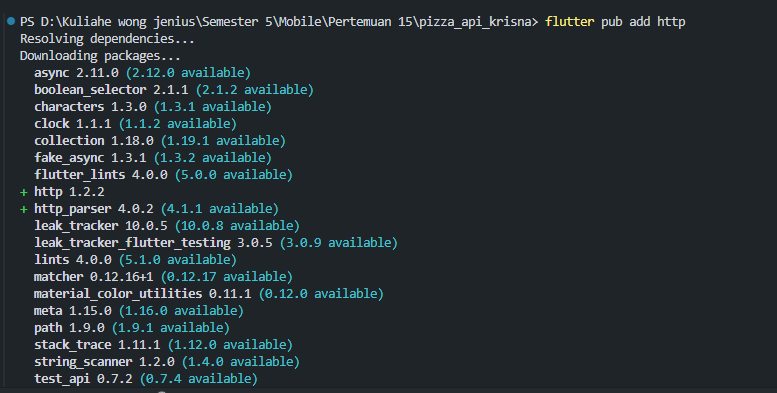 PS D:\Kuliahe wong jenius\Semester 5\Mobile\Pertemuan 15\pizza_api_krisna> flutter pub add http
Resolving dependencies...
Downloading packages...
async 2.11.0 (2.12.0 available)
boolean_selector 2.1.1 (2.1.2 available)
characters 1.3.0 (1.3.1 available)
clock 1.1.1 (1.1.2 available)
collection 1.18.0 (1.19.1 available)
fake_async 1.3.1 (1.3.2 available)
flutter_lints 4.0.0 (5.0.0 available)
+ http 1.2.2
+ http_parser 4.0.2 (4.1.1 available)
leak_tracker 10.0.5 (10.0.8 available)
leak_tracker_flutter_testing 3.0.5 (3.0.9 available)
lints 4.0.0 (5.1.0 available)
matcher 0.12.16+1 (0.12.17 available)
material_color_utilities 0.11.1 (0.12.0 available)
meta 1.15.0 (1.16.0 available)
path 1.9.0 (1.9.1 available)
stack_trace 1.11.1 (1.12.0 available)
string_scanner 1.2.0 (1.4.0 available)
test_api 0.7.2 (0.7.4 available)